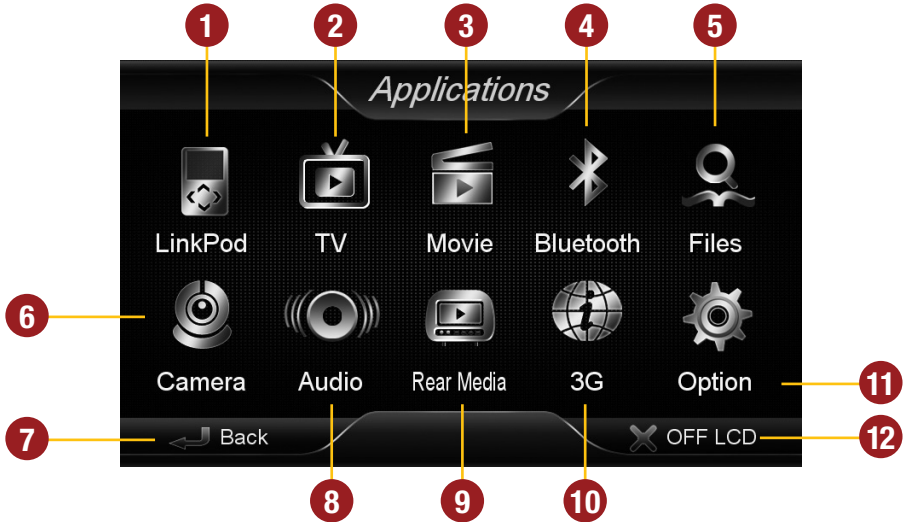 1 2 3 4 5
Applications
LinkPod TV Movie Bluetooth Files
6
Camera Audio Rear Media 3G Option 11
7 Back OFF LCD 12
8 9 10